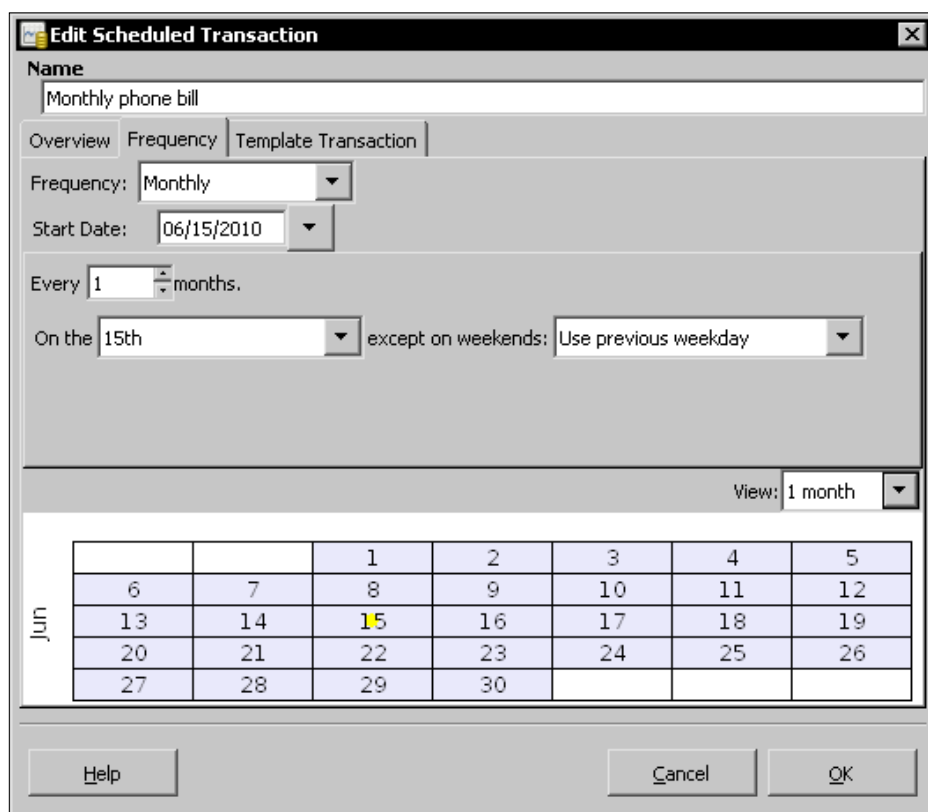 Edit Scheduled Transaction
Name
Monthly phone bill
Overview Frequency Template Transaction
Frequency: Monthly
Start Date: 06/15/2010
Every 1 months.
On the 15th except on weekends: Use previous weekday
View: 1 month
Jun
1 2 3 4 5
6 7 8 9 10 11 12
13 14 15 16 17 18 19
20 21 22 23 24 25 26
27 28 29 30
Help Cancel OK